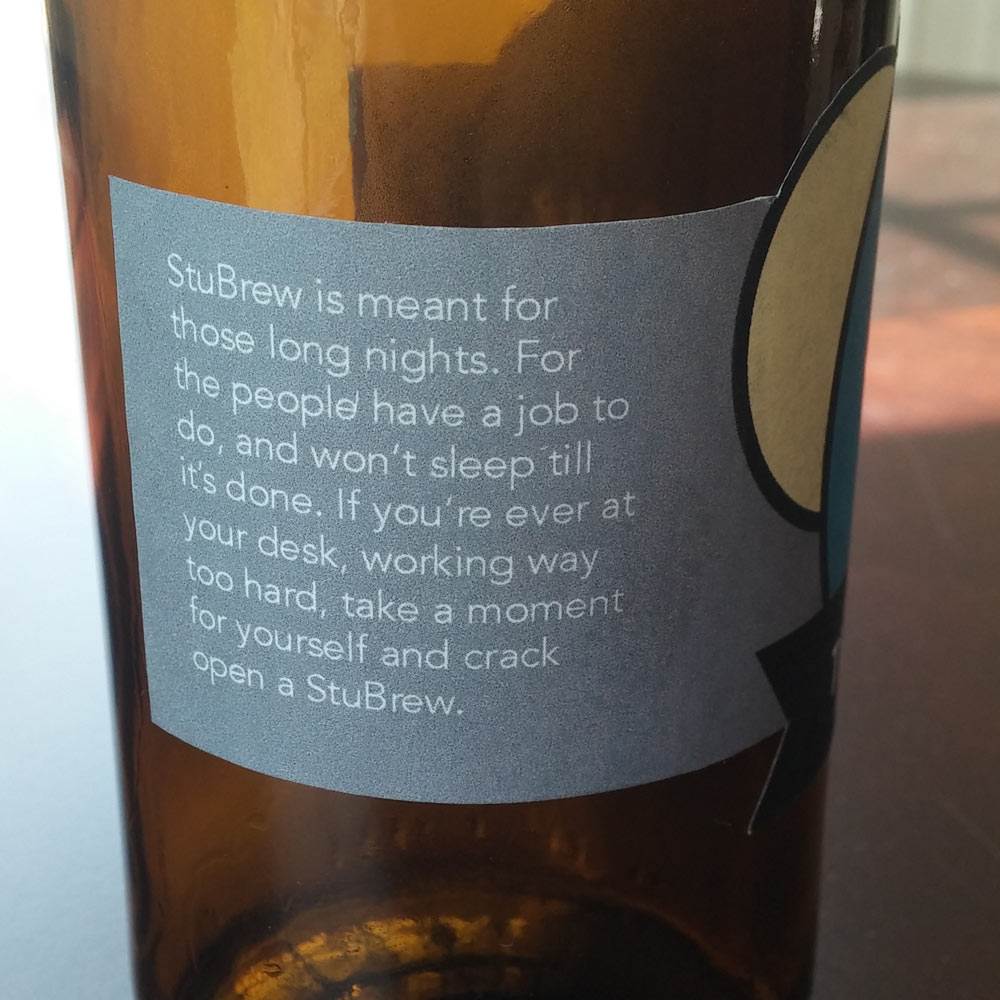 StuBrew is meant for
those long nights. For
the people have a job to
do, and won't sleep till
it's done. If you're ever at
your desk, working way
too hard, take a moment
for yourself and crack
open a StuBrew.